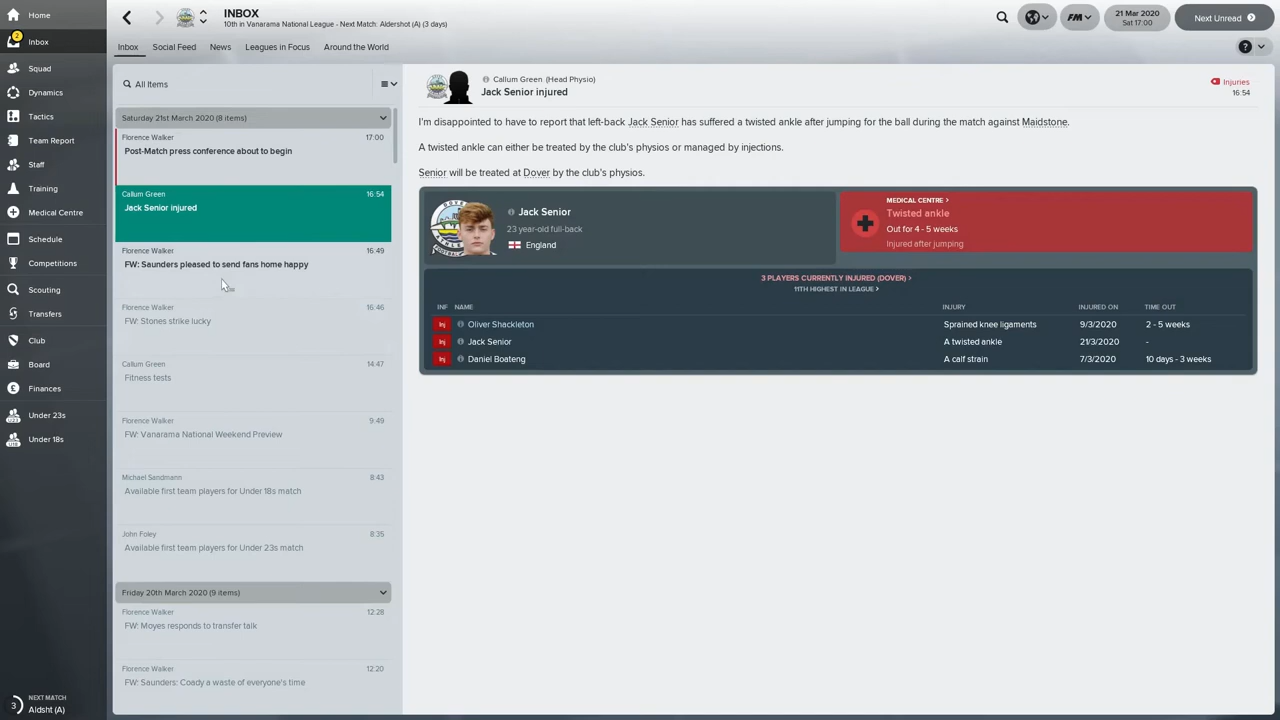 Home
INBOX
10th in Vanarama National League - Next Match: Aldershot (A) (3 days)
FM
21 Mar 2020
Sat 17:00
Next Unread
2
Inbox
Inbox
Social Feed
News
Leagues in Focus
Around the World
?
Squad
Dynamics
Tactics
Team Report
Staff
Training
Medical Centre
Schedule
Competitions
Scouting
Transfers
Club
Board
Finances
Under 23s
Under 18s
3
NEXT MATCH
Aldsht (A)
All Items
Saturday 21st March 2020 (8 items)
Florence Walker 17:00
Post-Match press conference about to begin
Callum Green 16:54
Jack Senior injured
Florence Walker 16:49
FW: Saunders pleased to send fans home happy
Florence Walker 16:46
FW: Stones strike lucky
Callum Green 14:47
Fitness tests
Florence Walker 9:49
FW: Vanarama National Weekend Preview
Michael Sandmann 8:43
Available first team players for Under 18s match
John Foley 8:35
Available first team players for Under 23s match
Friday 20th March 2020 (9 items)
Florence Walker 12:28
FW: Moyes responds to transfer talk
Florence Walker 12:20
FW: Saunders: Coady a waste of everyone's time
Callum Green (Head Physio)
Jack Senior injured
Injuries
16:54
I'm disappointed to have to report that left-back Jack Senior has suffered a twisted ankle after jumping for the ball during the match against Maidstone.
A twisted ankle can either be treated by the club's physios or managed by injections.
Senior will be treated at Dover by the club's physios.
Jack Senior
23 year-old full-back
England
MEDICAL CENTRE >
Twisted ankle
Out for 4 - 5 weeks
Injured after jumping
3 PLAYERS CURRENTLY INJURED (DOVER) >
11TH HIGHEST IN LEAGUE >
INF NAME INJURY INJURED ON TIME OUT
Inj Oliver Shackleton Sprained knee ligaments 9/3/2020 2 - 5 weeks
Inj Jack Senior A twisted ankle 21/3/2020 -
Inj Daniel Boateng A calf strain 7/3/2020 10 days - 3 weeks